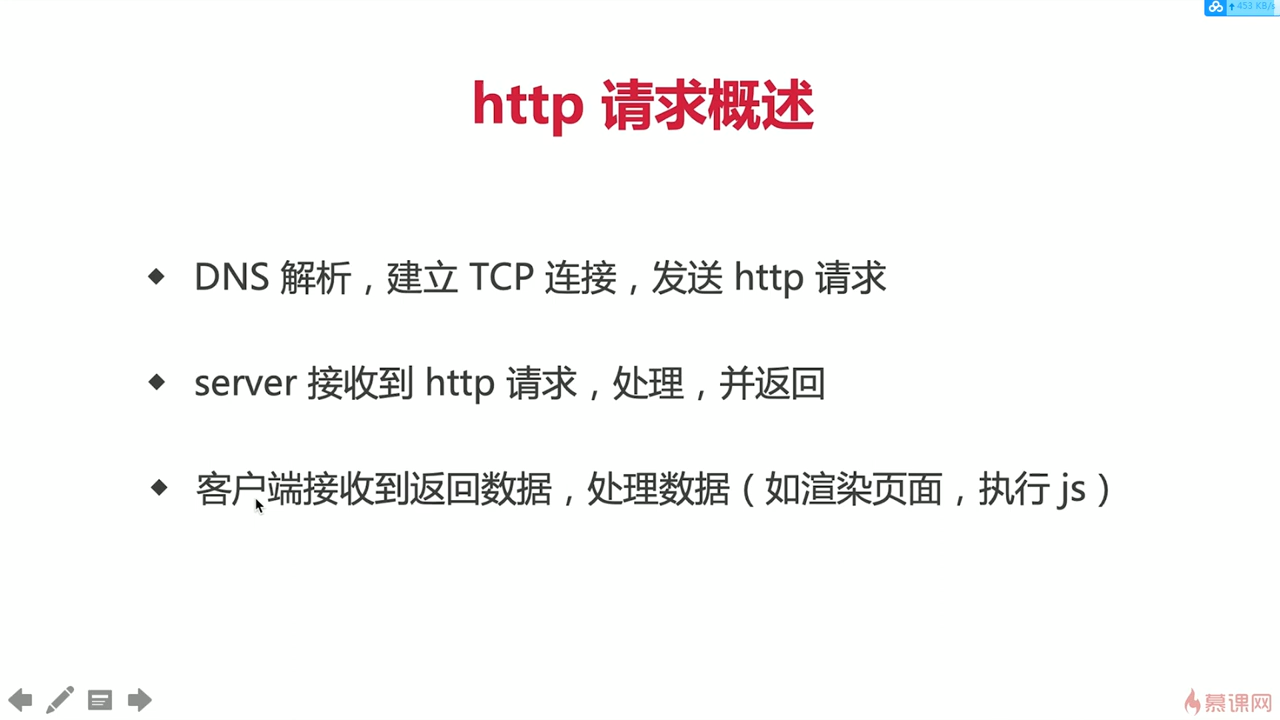 453 KB/s
http 请求概述
DNS 解析，建立 TCP 连接，发送 http 请求
server 接收到 http 请求，处理，并返回
客户端接收到返回数据，处理数据（如渲染页面，执行 js）
慕课网